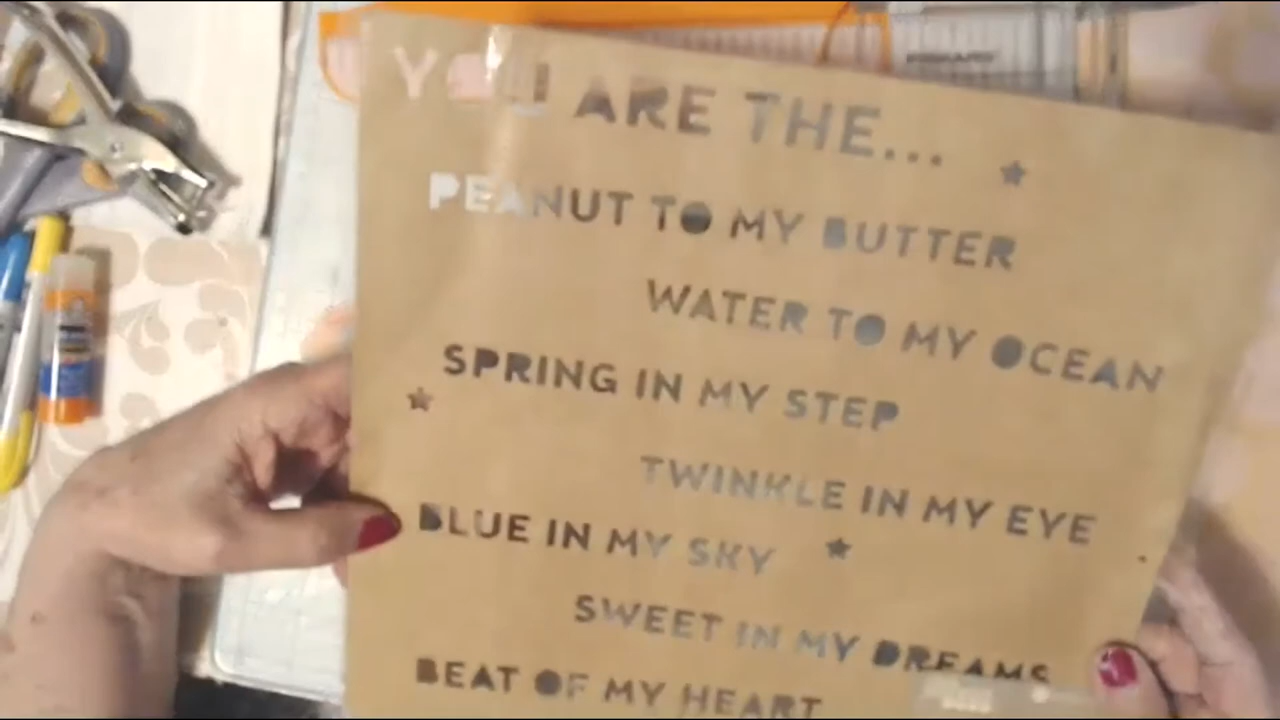 YOU ARE THE...
PEANUT TO MY BUTTER
WATER TO MY OCEAN
SPRING IN MY STEP
TWINKLE IN MY EYE
BLUE IN MY SKY
SWEET IN MY DREAMS
BEAT OF MY HEART